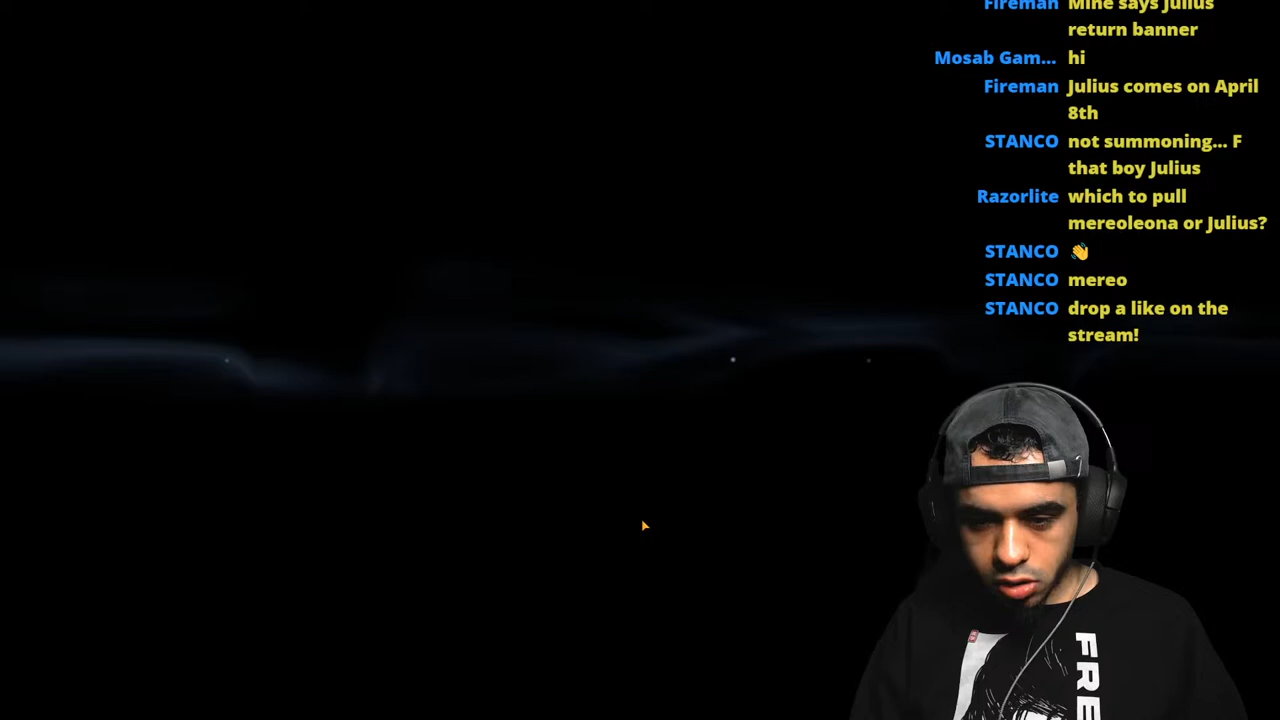 Fireman Mine says Julius
return banner
Mosab Gam... hi
Fireman Julius comes on April
8th
STANCO not summoning... F
that boy Julius
Razorlite which to pull
mereoleona or Julius?
STANCO 👋
STANCO mereo
STANCO drop a like on the
stream!
FRE